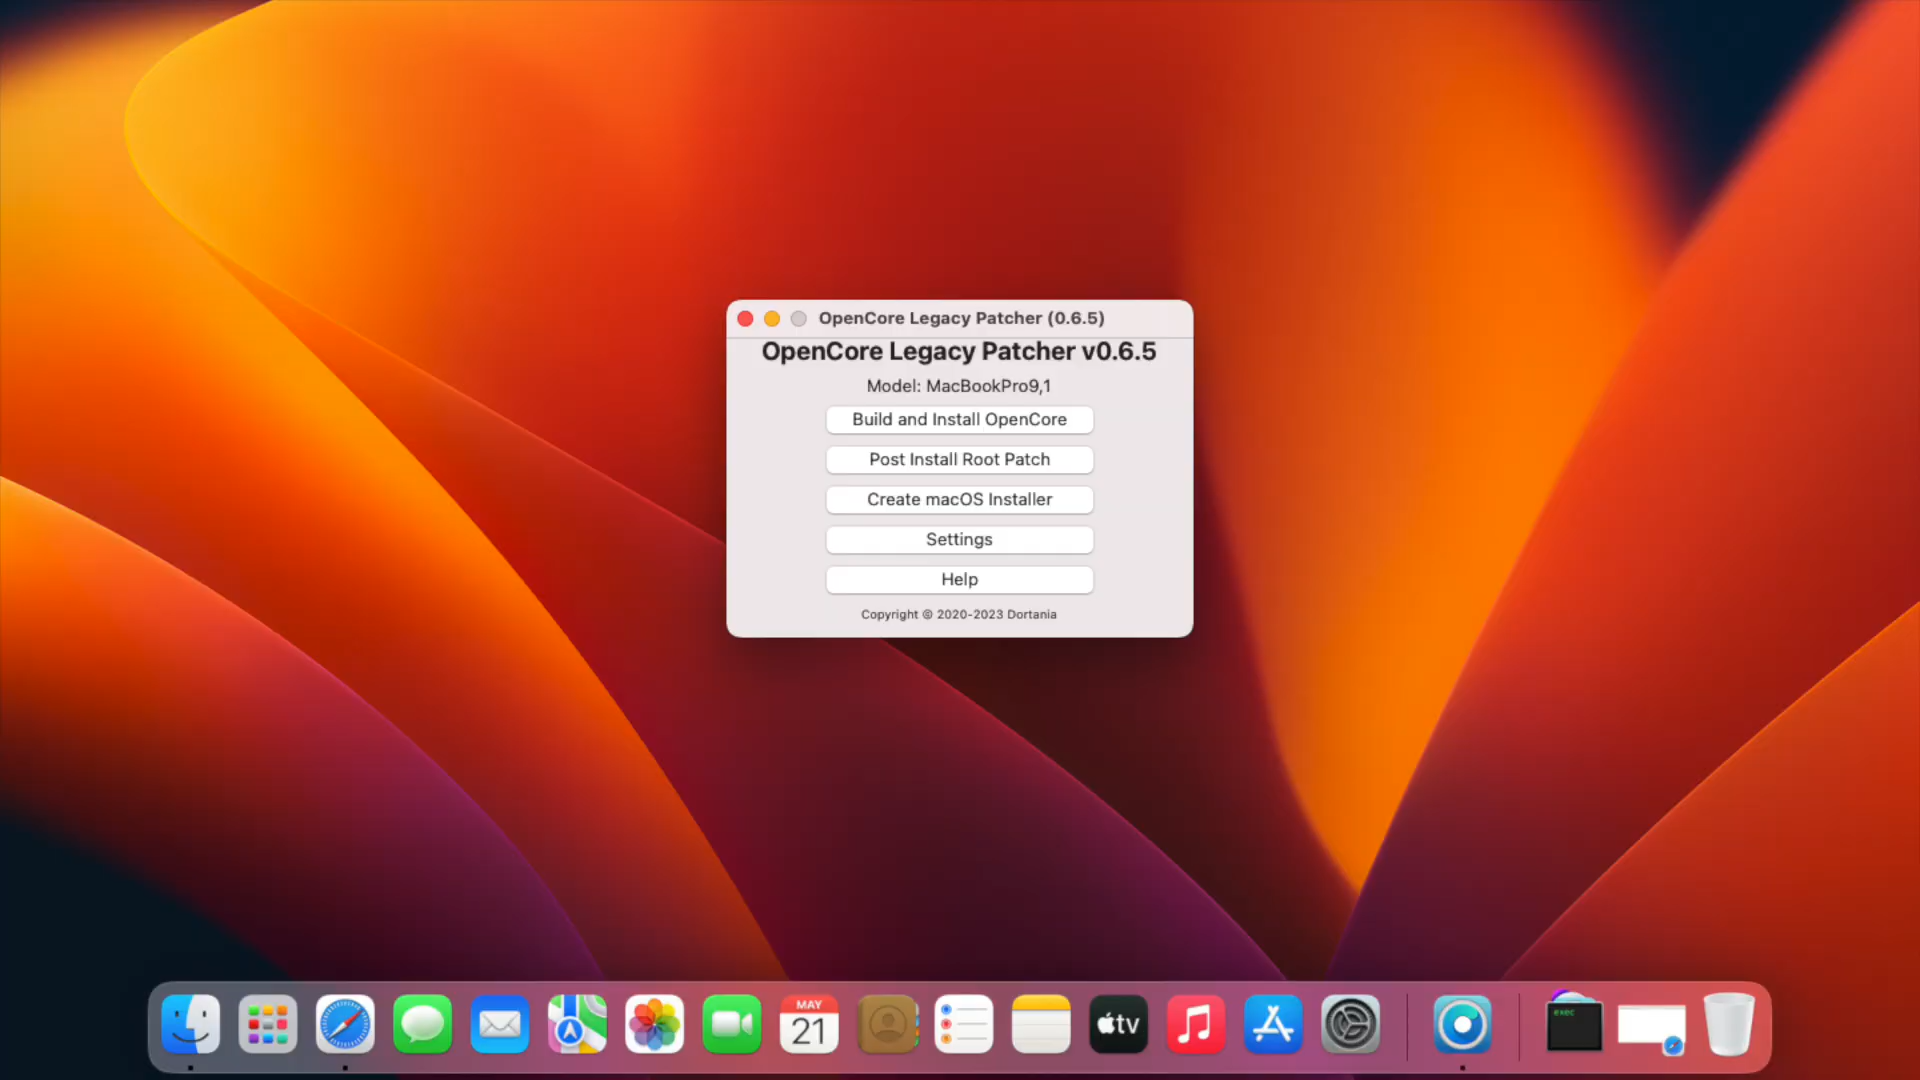 OpenCore Legacy Patcher (0.6.5)
OpenCore Legacy Patcher v0.6.5
Model: MacBookPro9,1
Build and Install OpenCore
Post Install Root Patch
Create macOS Installer
Settings
Help
Copyright © 2020-2023 Dortania
MAY
21
tv
exec